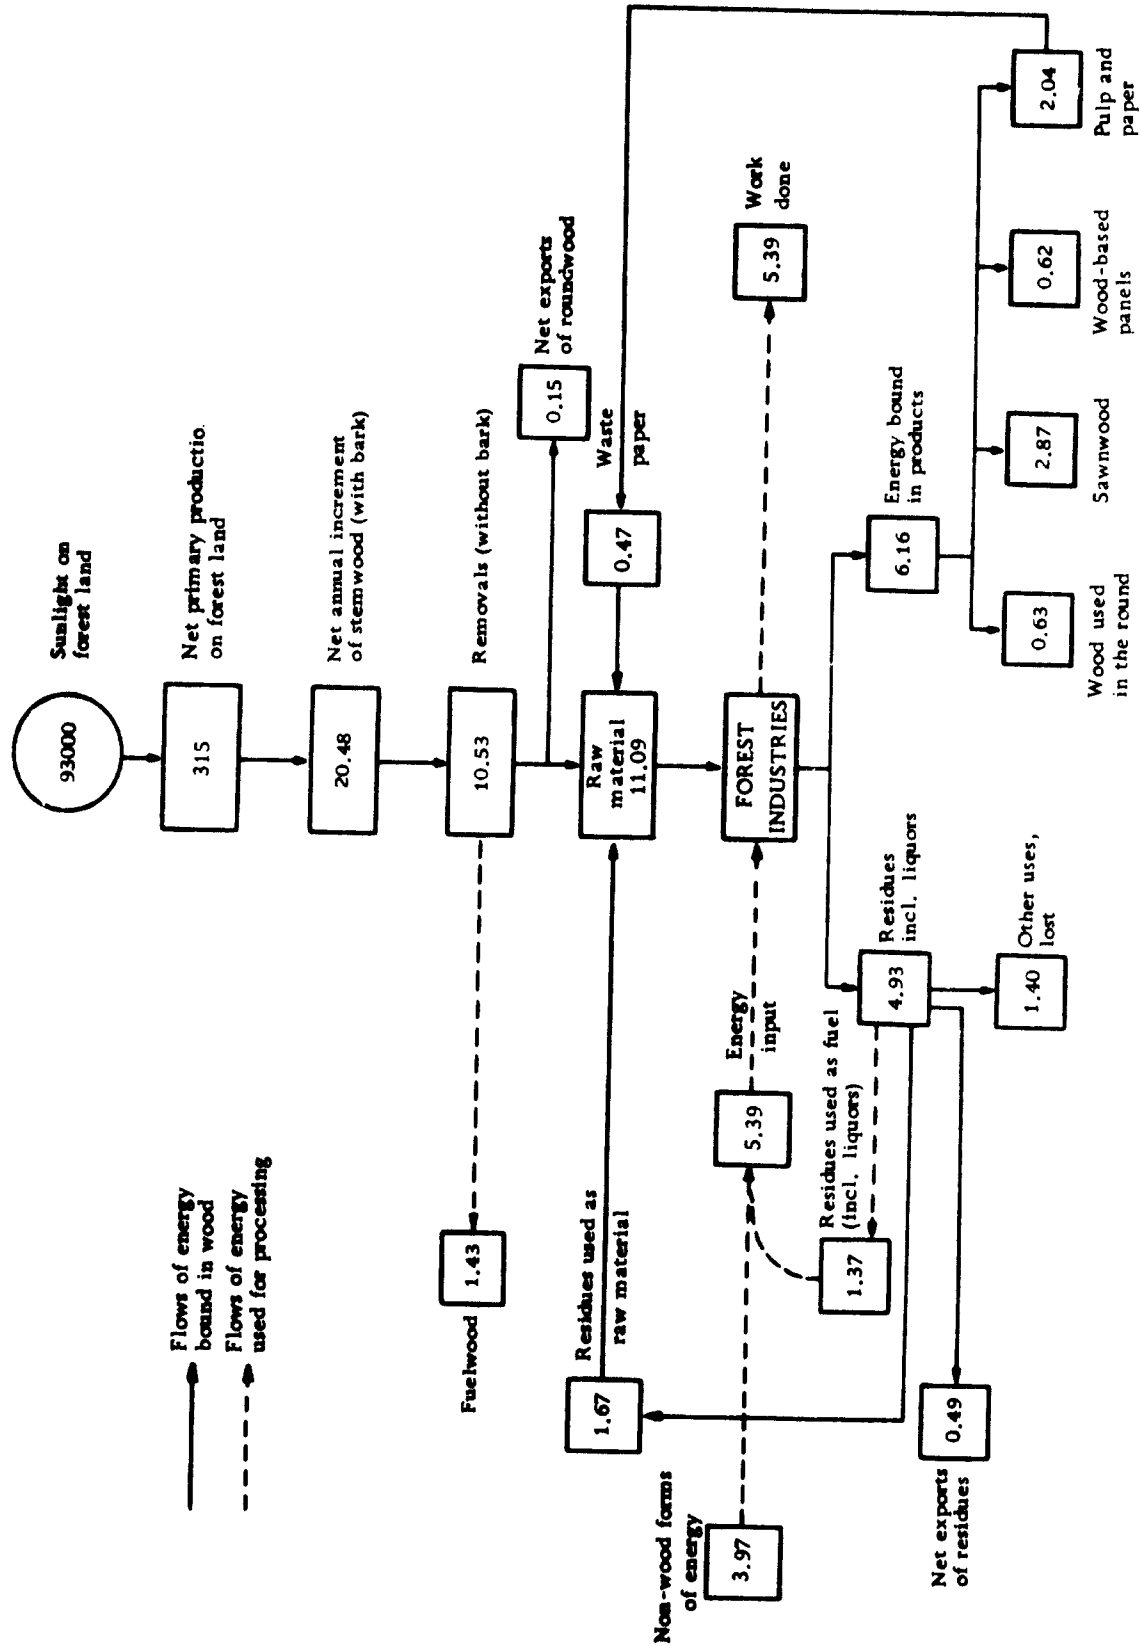 Flows of energy
bound in wood
Flows of energy
used for processing
Sunlight on
forest land
93000
Net primary productio
on forest land
315
Net annual increment
of stemwood (with bark)
20.48
Removals (without bark)
10.53
Fuelwood
1.43
Net exports
of roundwood
0.15
Waste
paper
0.47
Raw
material
11.09
Residues used as
raw material
1.67
Non-wood forms
of energy
3.97
5.39
Energy
input
FOREST
INDUSTRIES
5.39
Work
done
Residues used as fuel
(incl. liquors)
1.37
Residues
incl. liquors
4.93
Energy bound
in products
6.16
Net exports
of residues
0.49
1.40
Other uses,
lost
0.63
Wood used
in the round
2.87
Sawnwood
0.62
Wood-based
panels
2.04
Pulp and
paper